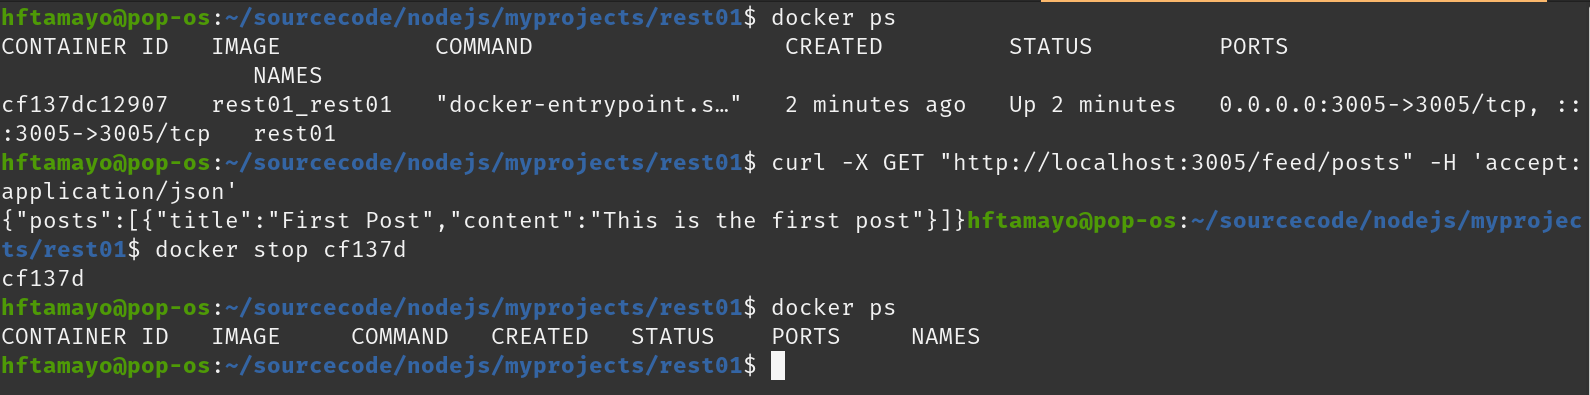 hftamayo@pop-os:~/sourcecode/nodejs/myprojects/rest01$ docker ps
CONTAINER ID   IMAGE           COMMAND                  CREATED         STATUS         PORTS
                  NAMES
cf137dc12907   rest01_rest01   "docker-entrypoint.s…"   2 minutes ago   Up 2 minutes   0.0.0.0:3005->3005/tcp, ::
:3005->3005/tcp   rest01
hftamayo@pop-os:~/sourcecode/nodejs/myprojects/rest01$ curl -X GET "http://localhost:3005/feed/posts" -H 'accept:
application/json'
{"posts":[{"title":"First Post","content":"This is the first post"}]}hftamayo@pop-os:~/sourcecode/nodejs/myprojec
ts/rest01$ docker stop cf137d
cf137d
hftamayo@pop-os:~/sourcecode/nodejs/myprojects/rest01$ docker ps
CONTAINER ID   IMAGE     COMMAND   CREATED   STATUS    PORTS     NAMES
hftamayo@pop-os:~/sourcecode/nodejs/myprojects/rest01$